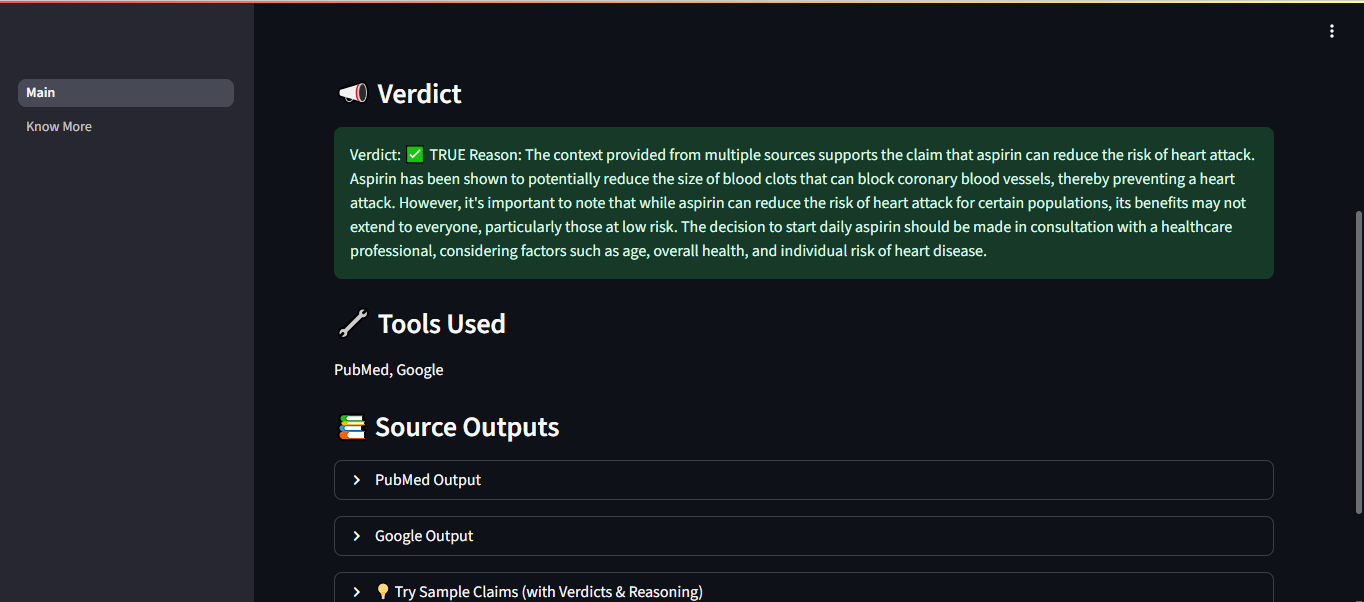 Main
Know More
📣 Verdict
Verdict: ✅ TRUE Reason: The context provided from multiple sources supports the claim that aspirin can reduce the risk of heart attack.
Aspirin has been shown to potentially reduce the size of blood clots that can block coronary blood vessels, thereby preventing a heart
attack. However, it's important to note that while aspirin can reduce the risk of heart attack for certain populations, its benefits may not
extend to everyone, particularly those at low risk. The decision to start daily aspirin should be made in consultation with a healthcare
professional, considering factors such as age, overall health, and individual risk of heart disease.
🔧 Tools Used
PubMed, Google
📚 Source Outputs
PubMed Output
Google Output
💡 Try Sample Claims (with Verdicts & Reasoning)